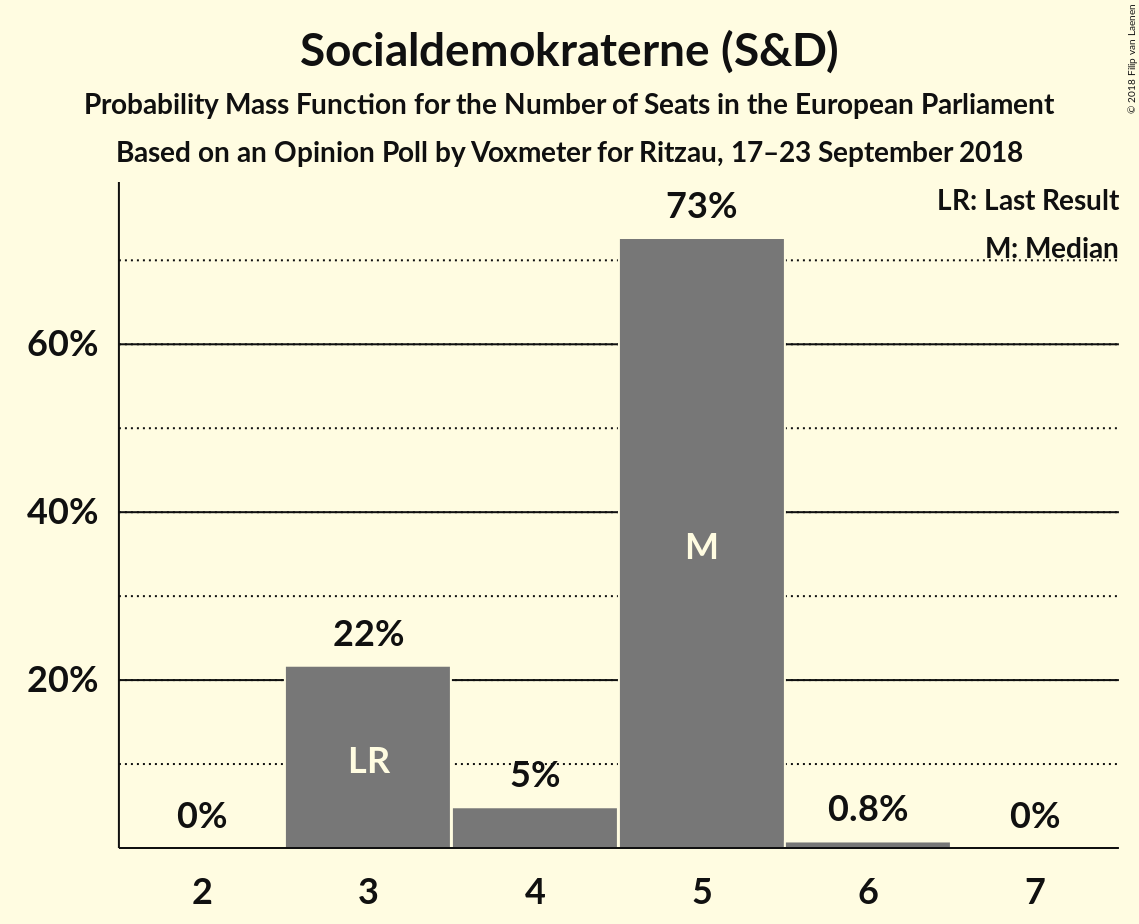 Socialdemokraterne (S&D)
Probability Mass Function for the Number of Seats in the European Parliament
Based on an Opinion Poll by Voxmeter for Ritzau, 17–23 September 2018
© 2018 Filip van Laenen
LR: Last Result
M: Median
73%
60%
M
40%
22%
20%
LR
5%
0%
0.8%
0%
2 3 4 5 6 7